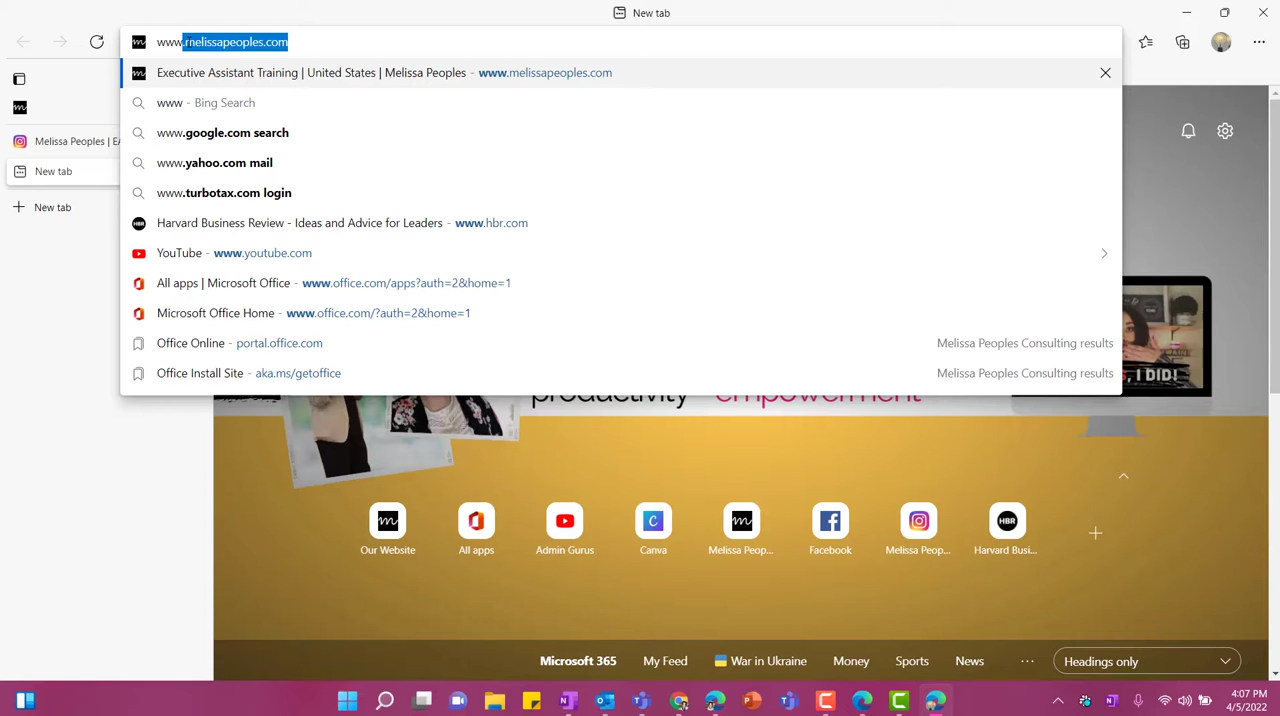 New tab
www.melissapeoples.com
Executive Assistant Training | United States | Melissa Peoples - www.melissapeoples.com
www - Bing Search
www.google.com search
Melissa Peoples | EA
www.yahoo.com mail
New tab
www.turbotax.com login
New tab
Harvard Business Review - Ideas and Advice for Leaders - www.hbr.com
YouTube - www.youtube.com
All apps | Microsoft Office - www.office.com/apps?auth=2&home=1
Microsoft Office Home - www.office.com/?auth=2&home=1
Office Online - portal.office.com
Melissa Peoples Consulting results
Office Install Site - aka.ms/getoffice
Melissa Peoples Consulting results
, I DID!
productivity empowerment
Our Website
All apps
Admin Gurus
Canva
Melissa Peop...
Facebook
Melissa Peop...
HBR
Harvard Busi...
Microsoft 365
My Feed
War in Ukraine
Money
Sports
News
...
Headings only
4:07 PM
4/5/2022